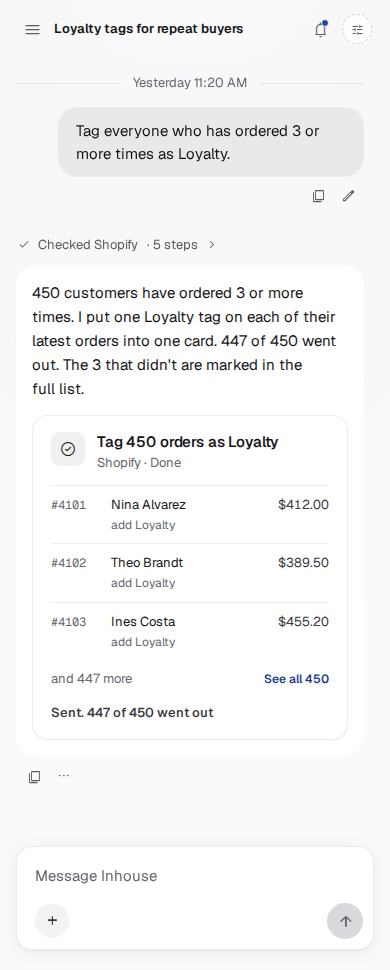 Loyalty tags for repeat buyers
Yesterday 11:20 AM
Tag everyone who has ordered 3 or
more times as Loyalty.
Checked Shopify · 5 steps
450 customers have ordered 3 or more
times. I put one Loyalty tag on each of their
latest orders into one card. 447 of 450 went
out. The 3 that didn't are marked in the
full list.
Tag 450 orders as Loyalty
Shopify · Done
#4101 Nina Alvarez $412.00
add Loyalty
#4102 Theo Brandt $389.50
add Loyalty
#4103 Ines Costa $455.20
add Loyalty
and 447 more See all 450
Sent. 447 of 450 went out
Message Inhouse